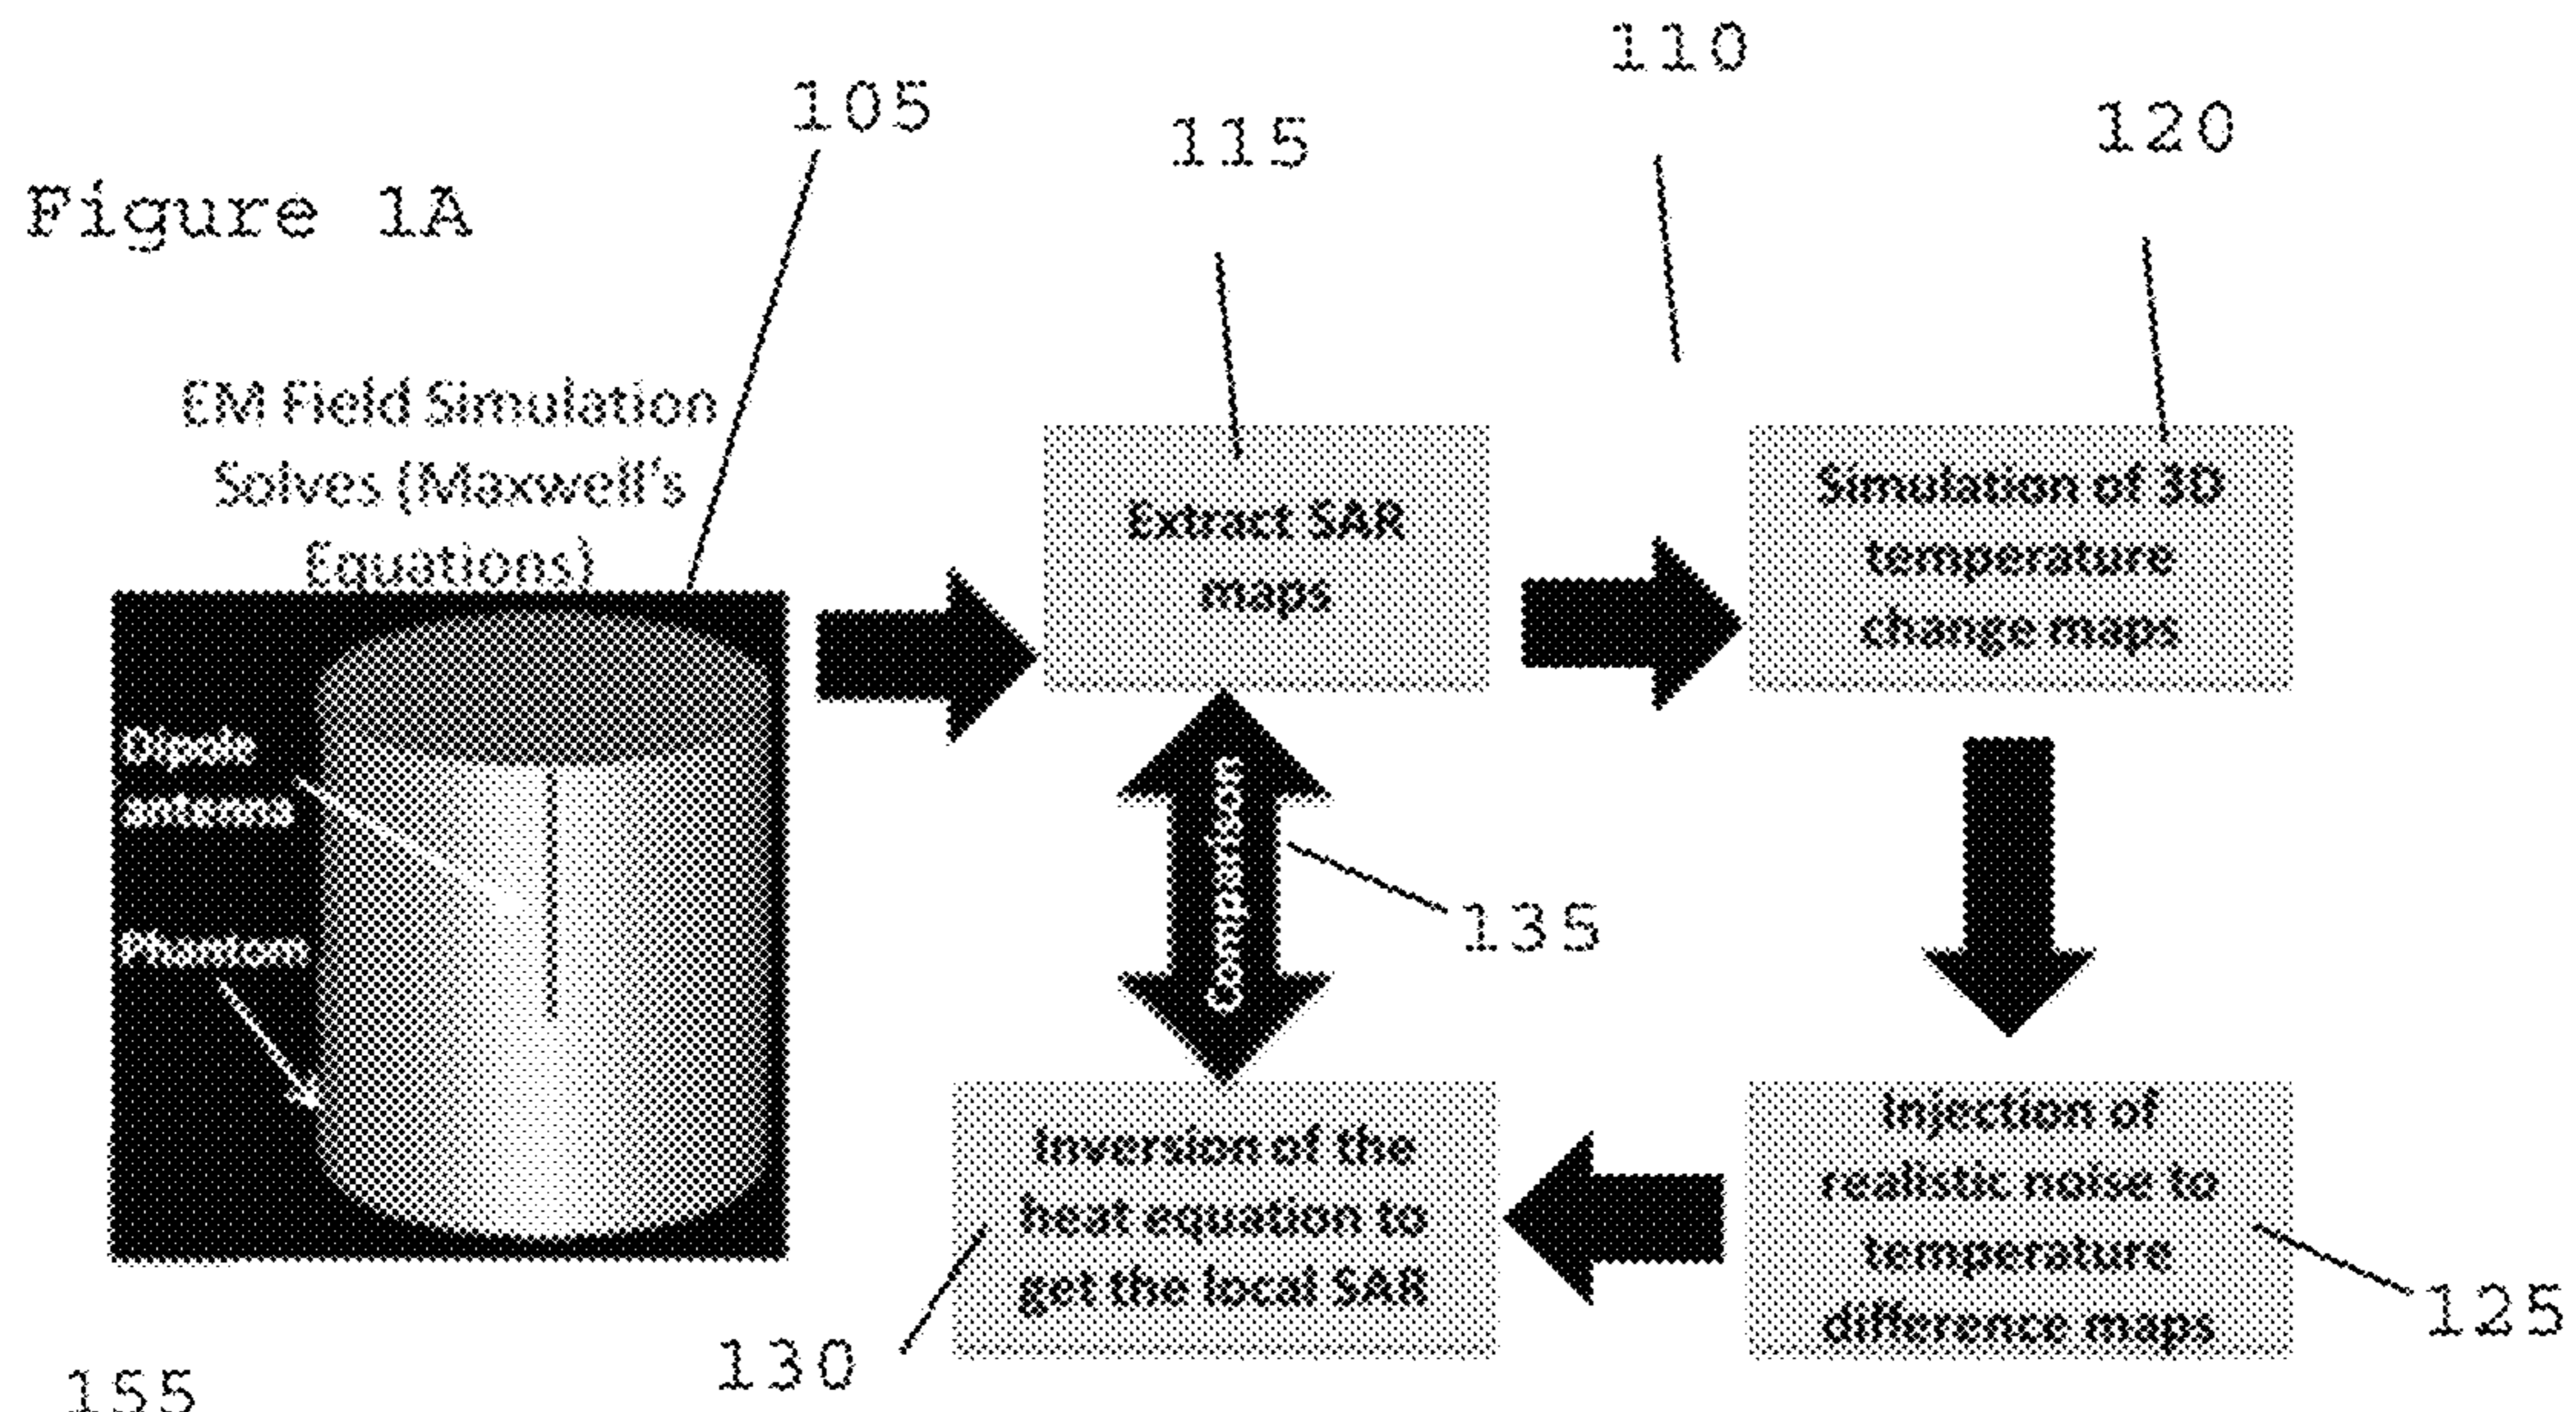 110
105
115
120
Figure 1A
EM Field Simulation
Solves (Maxwell's
Equations)
Extract SAR
maps
Simulation of 3D
temperature
change maps
Dipole
antenna
Phantom
Comparison
135
Inversion of the
heat equation to
get the local SAR
Injection of
realistic noise to
temperature
difference maps
125
130
155